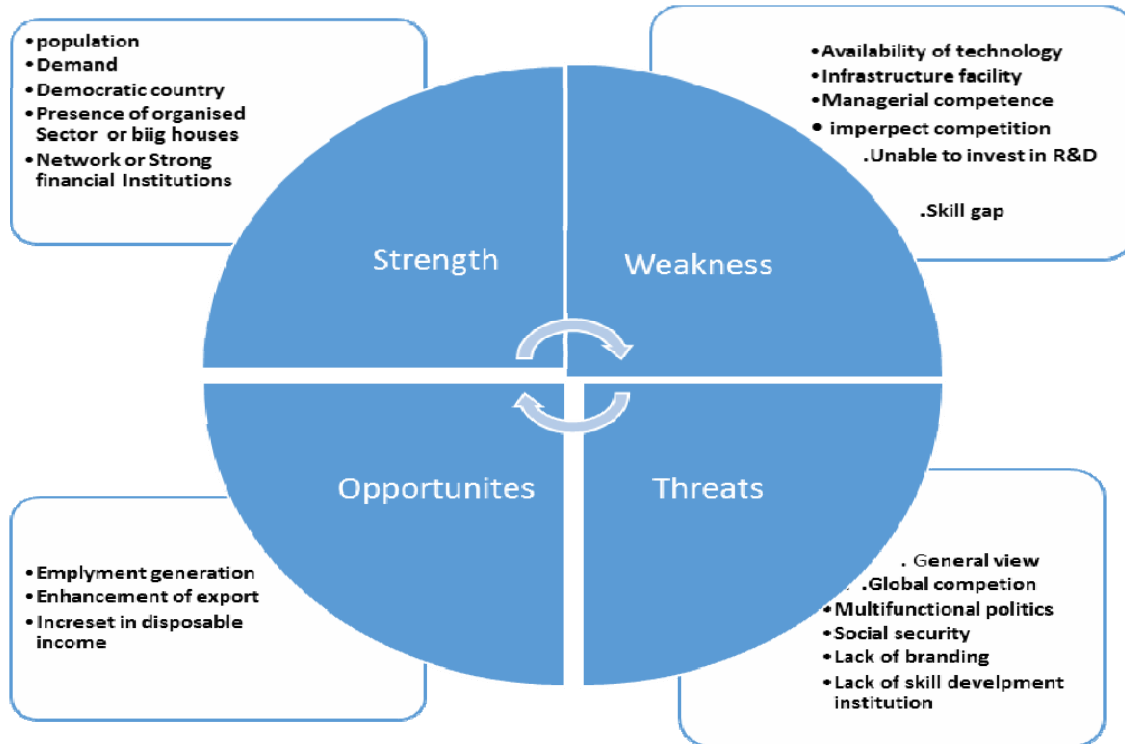 •population
•Demand
•Democratic country
•Presence of organised
Sector or biig houses
•Network or Strong
financial Institutions
•Availability of technology
•Infrastructure facility
•Managerial competence
• imperpect competition
.Unable to invest in R&D
.Skill gap
Strength
Weakness
Opportunites
Threats
•Emplyment generation
•Enhancement of export
•Increset in disposable
income
. General view
.Global competion
•Multifunctional politics
•Social security
•Lack of branding
•Lack of skill develpment
institution